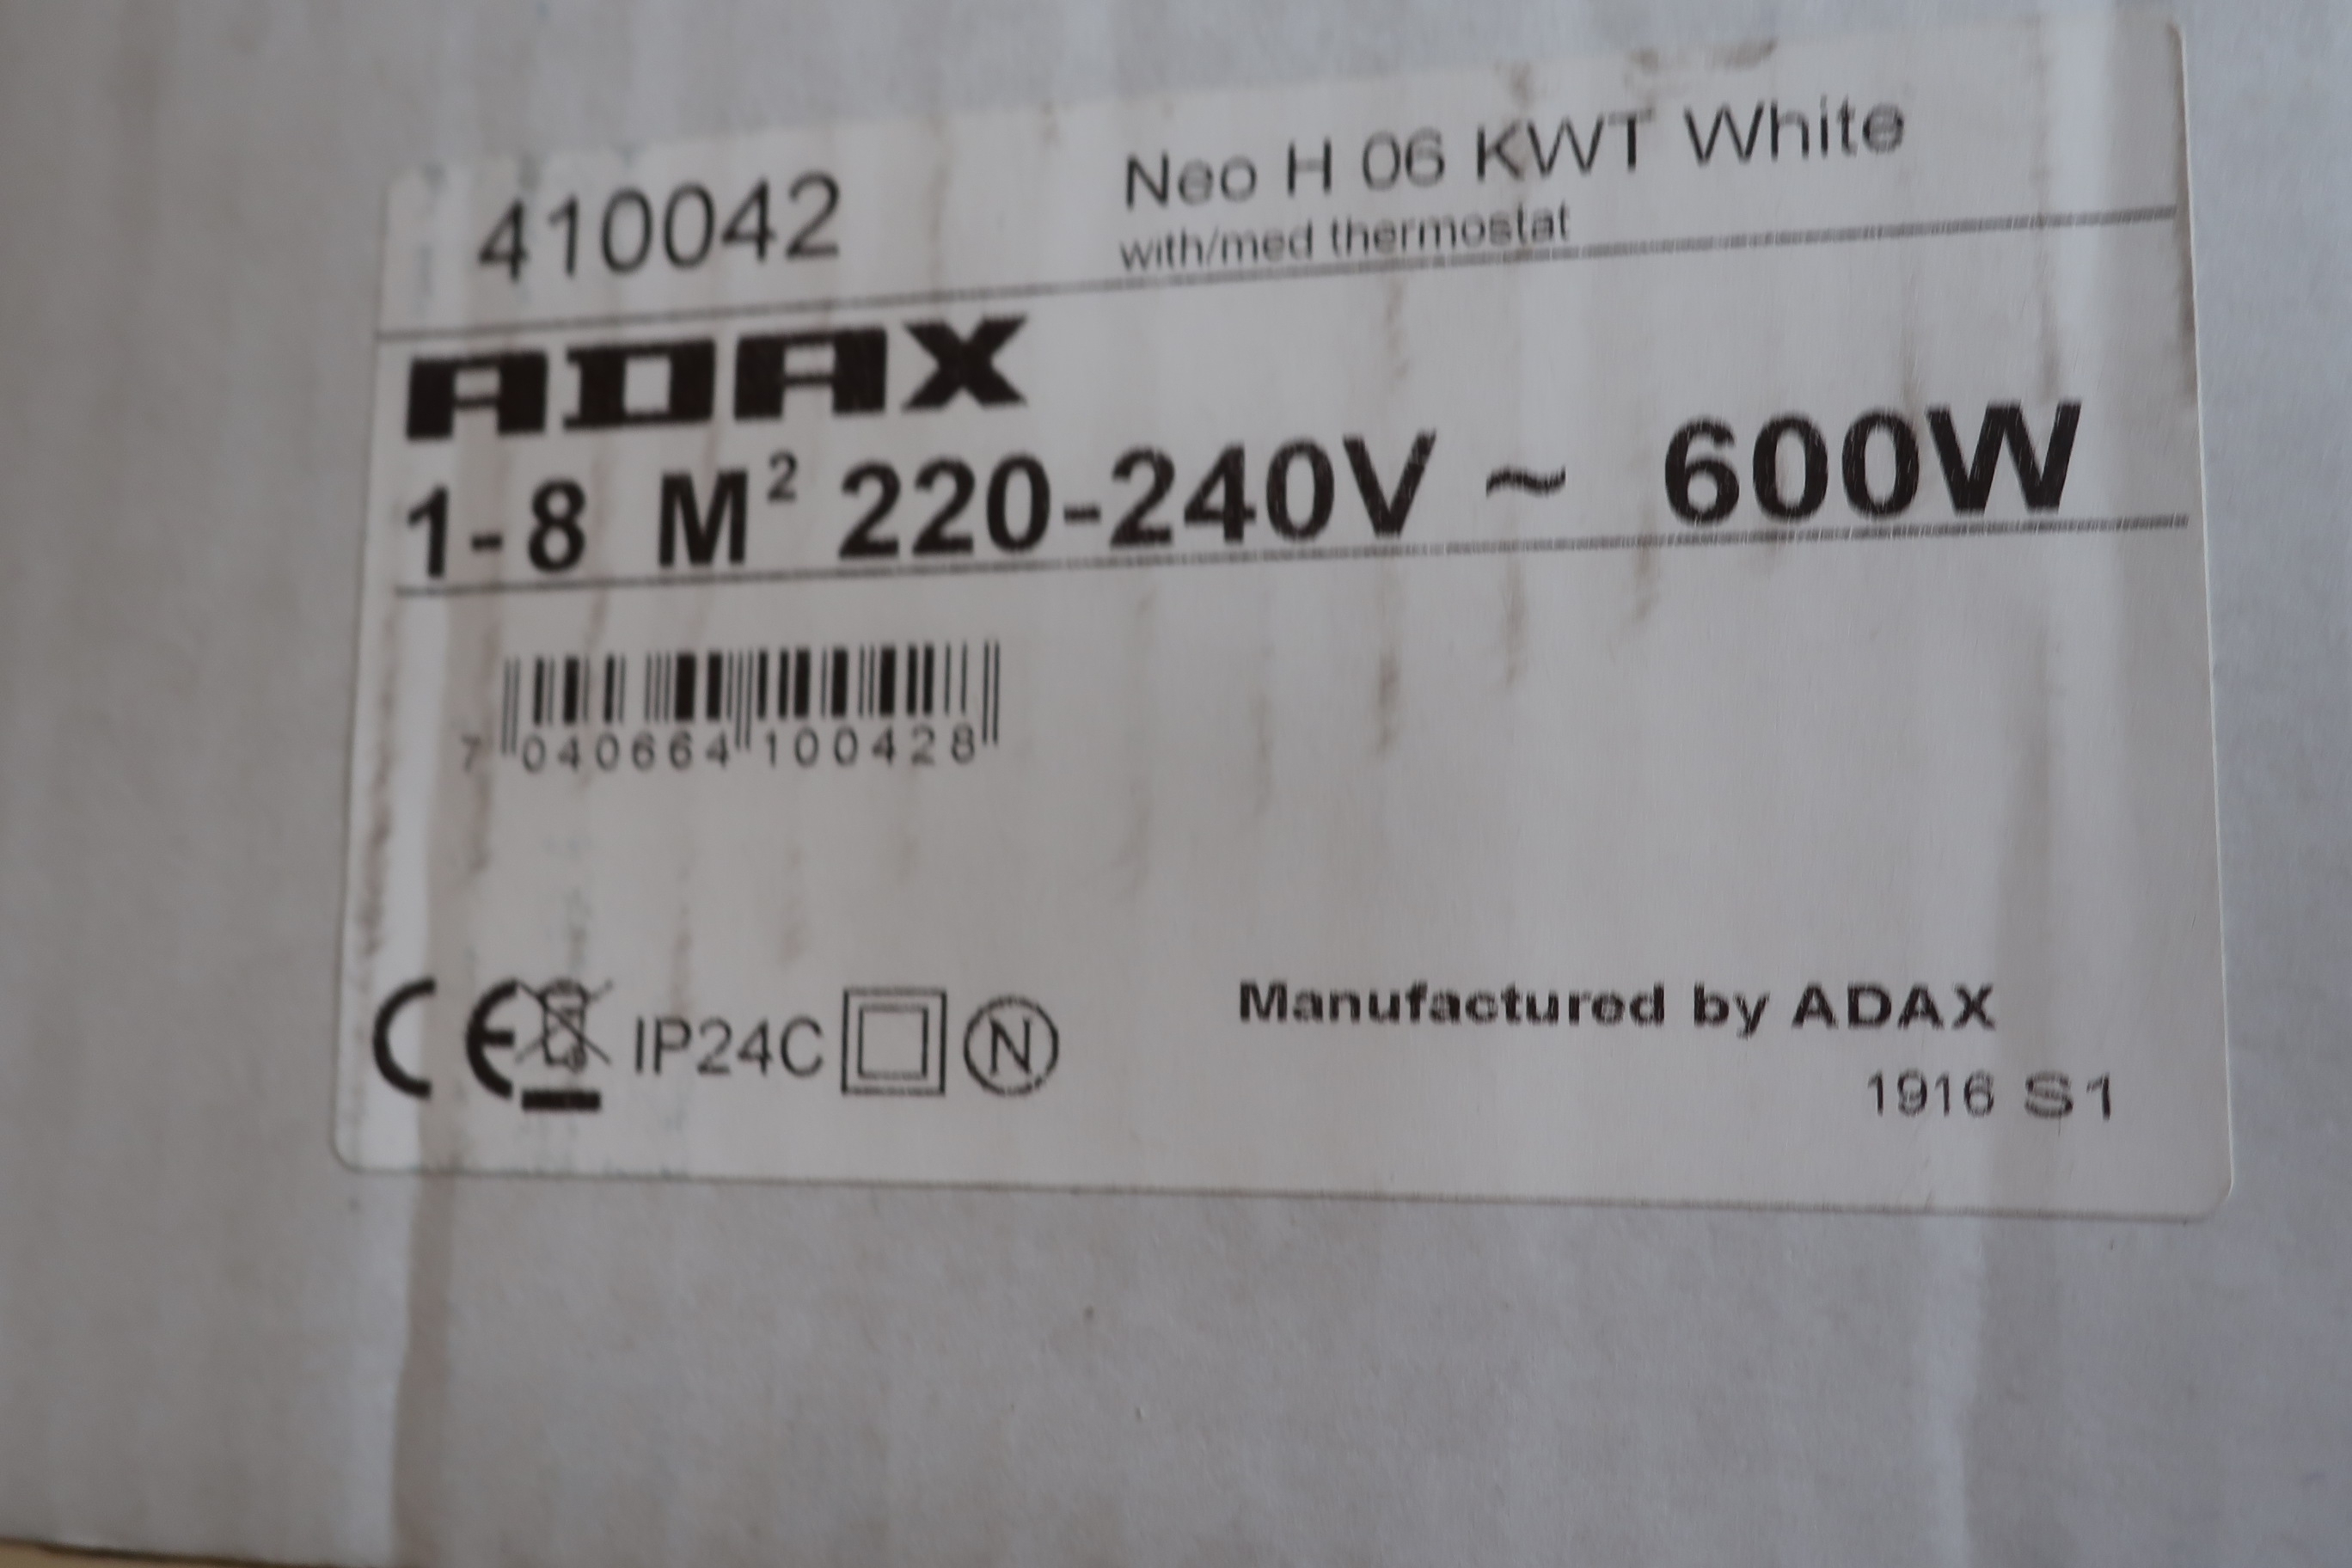 410042
Neo H 06 KWT White
with/med thermostat
ADAX
1-8 M² 220-240V ~ 600W
7 040664 100428
CE IP24C N
Manufactured by ADAX
1916 S1